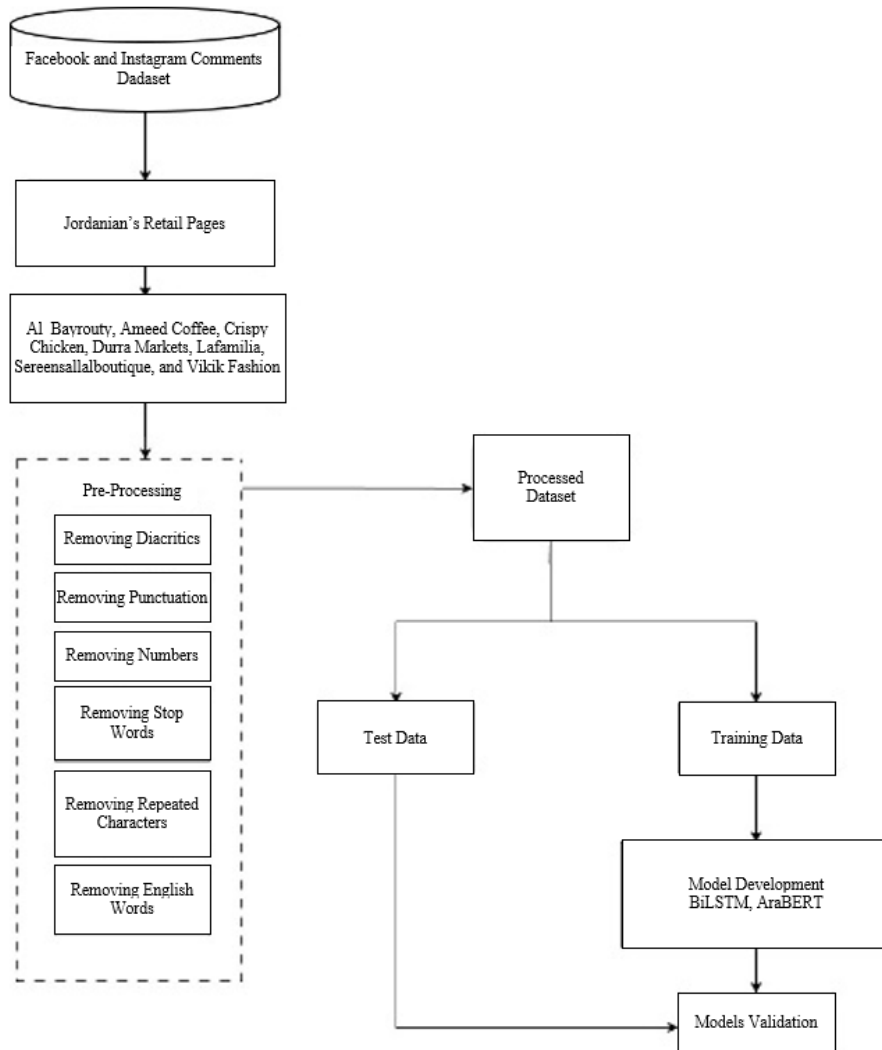 Facebook and Instagram Comments
Dadaset
Jordanian's Retail Pages
Al Bayrouty, Ameed Coffee, Crispy
Chicken, Durra Markets, Lafamilia,
Sereensallalboutique, and Vikik Fashion
Pre-Processing
Removing Diacritics
Removing Punctuation
Removing Numbers
Removing Stop
Words
Removing Repeated
Characters
Removing English
Words
Processed
Dataset
Test Data
Training Data
Model Development
BiLSTM, AraBERT
Models Validation